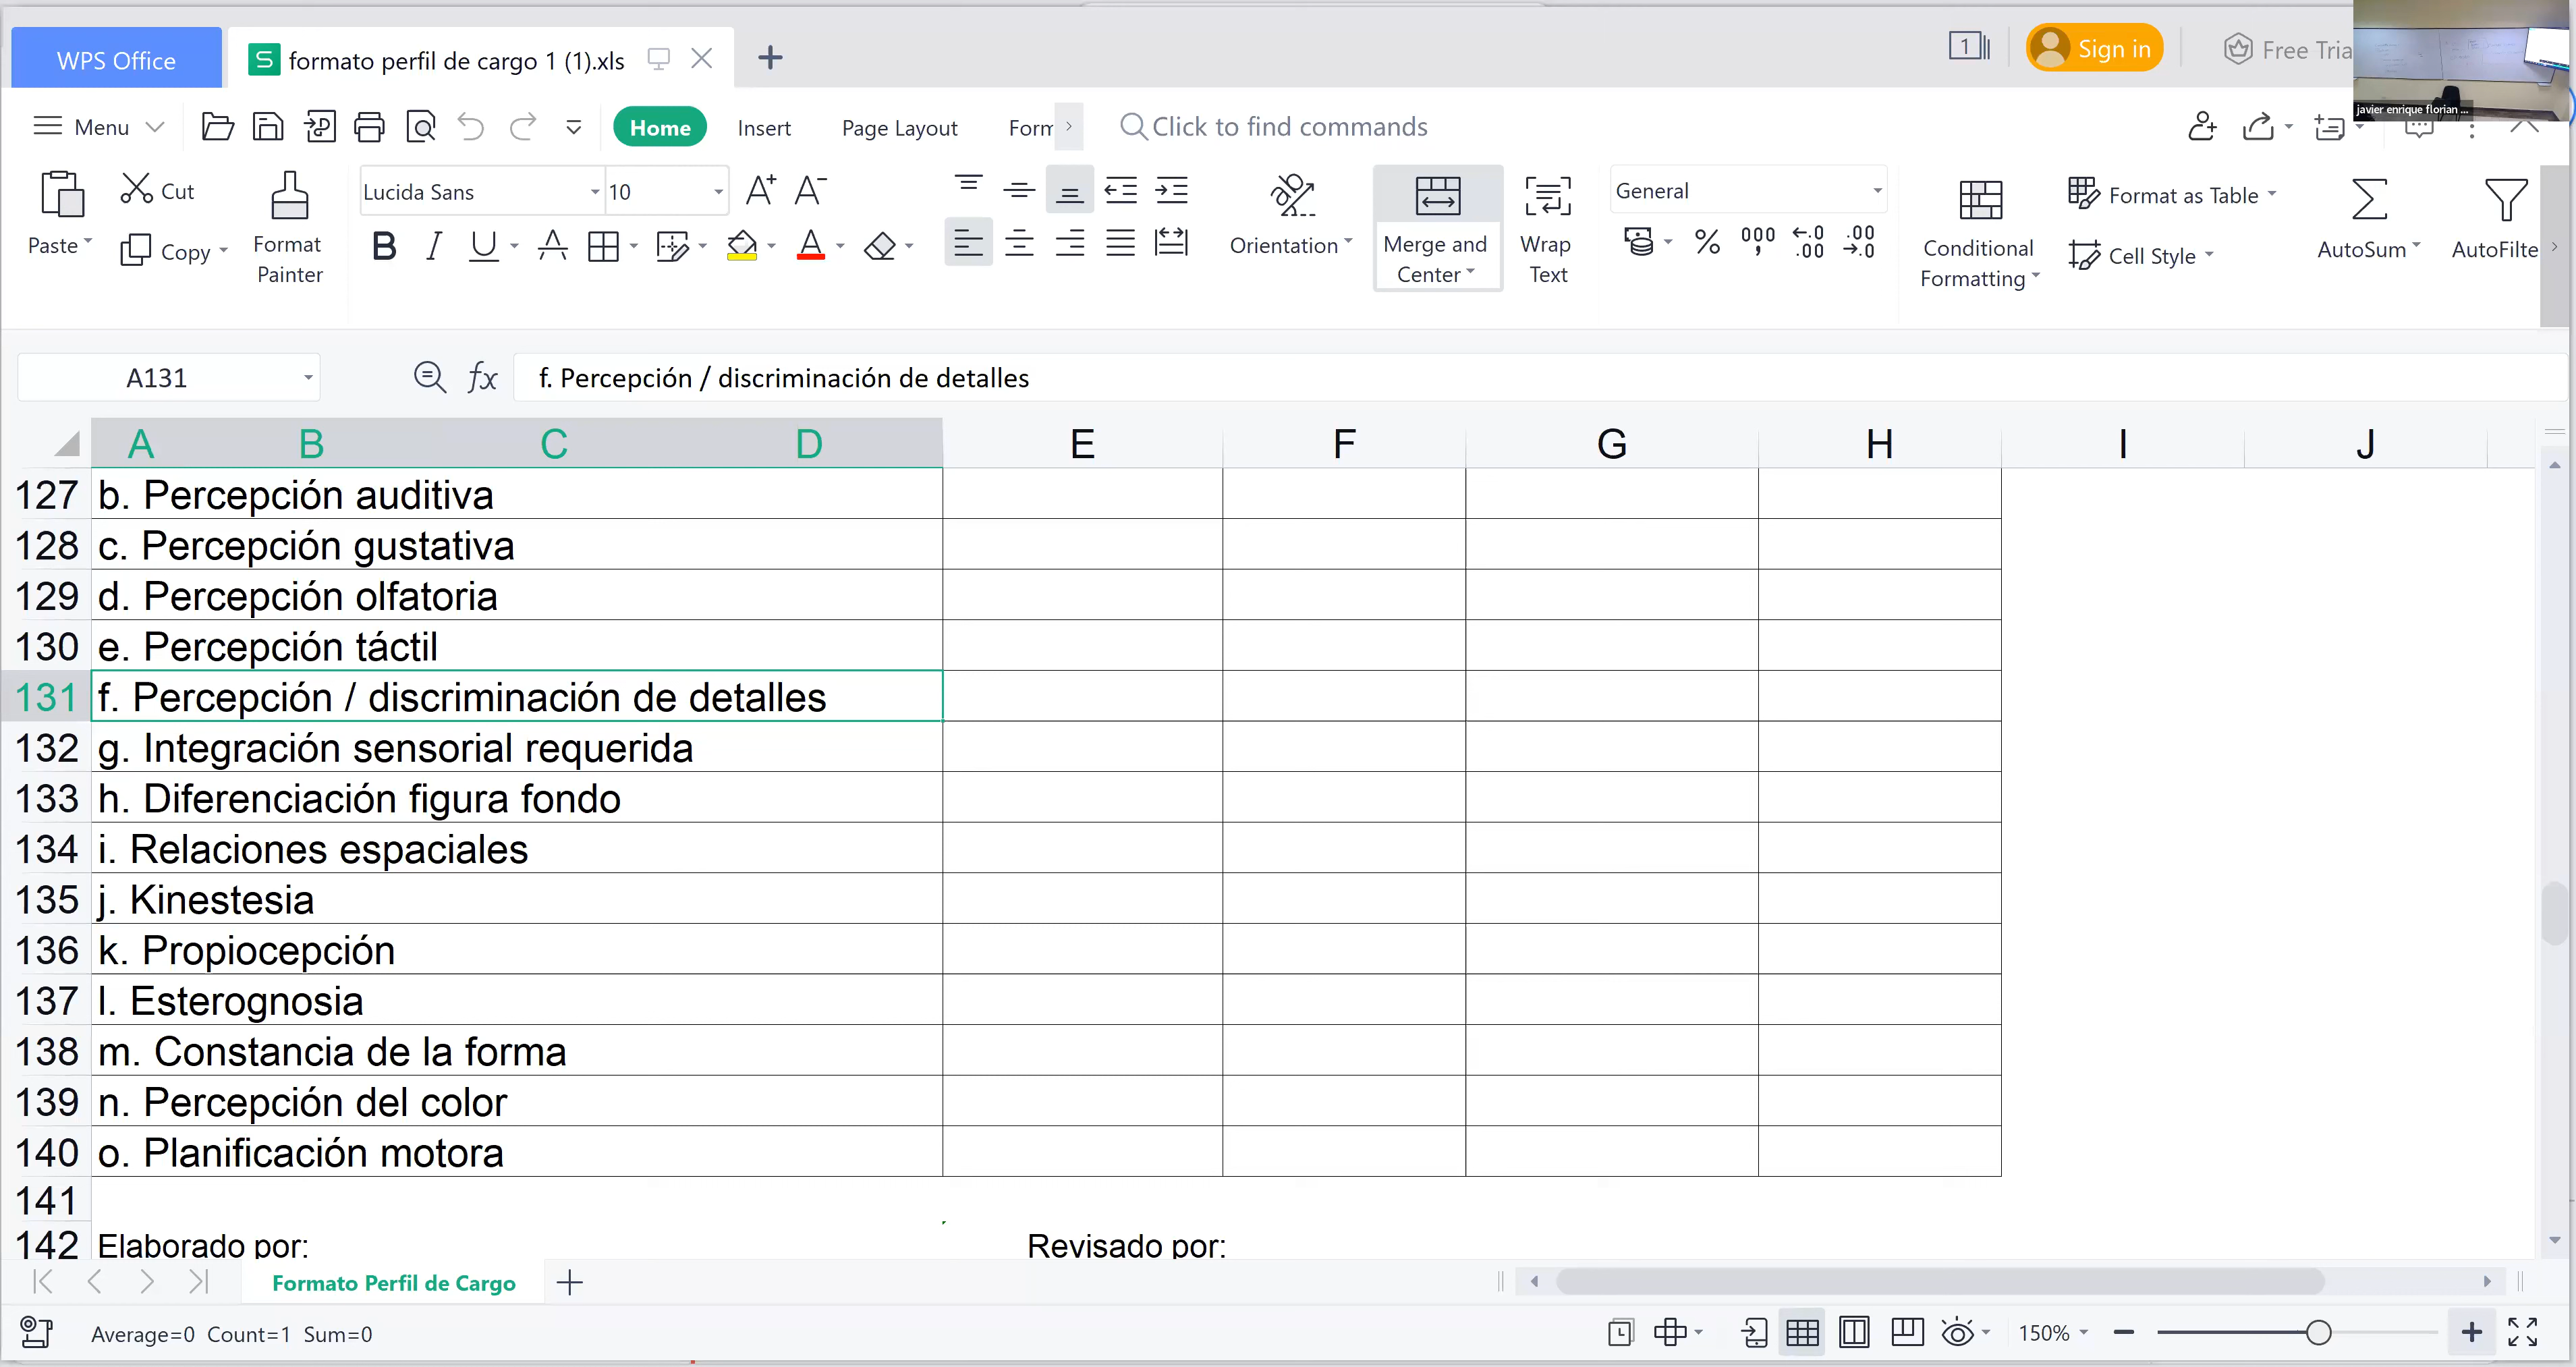 WPS Office
formato perfil de cargo 1 (1).xls
1
Sign in
Free Tria
javier enrique florian ...
Menu
Home
Insert
Page Layout
Form
Click to find commands
Paste
Cut
Copy
Format
Painter
Lucida Sans
10
Orientation
Merge and
Center
Wrap
Text
General
Conditional
Formatting
Format as Table
Cell Style
AutoSum
AutoFilte
A131
fx
f. Percepción / discriminación de detalles
A B C D E F G H I J
127 b. Percepción auditiva
128 c. Percepción gustativa
129 d. Percepción olfatoria
130 e. Percepción táctil
131 f. Percepción / discriminación de detalles
132 g. Integración sensorial requerida
133 h. Diferenciación figura fondo
134 i. Relaciones espaciales
135 j. Kinestesia
136 k. Propiocepción
137 l. Esterognosia
138 m. Constancia de la forma
139 n. Percepción del color
140 o. Planificación motora
141
142 Elaborado por: Revisado por:
Formato Perfil de Cargo
Average=0 Count=1 Sum=0
150%